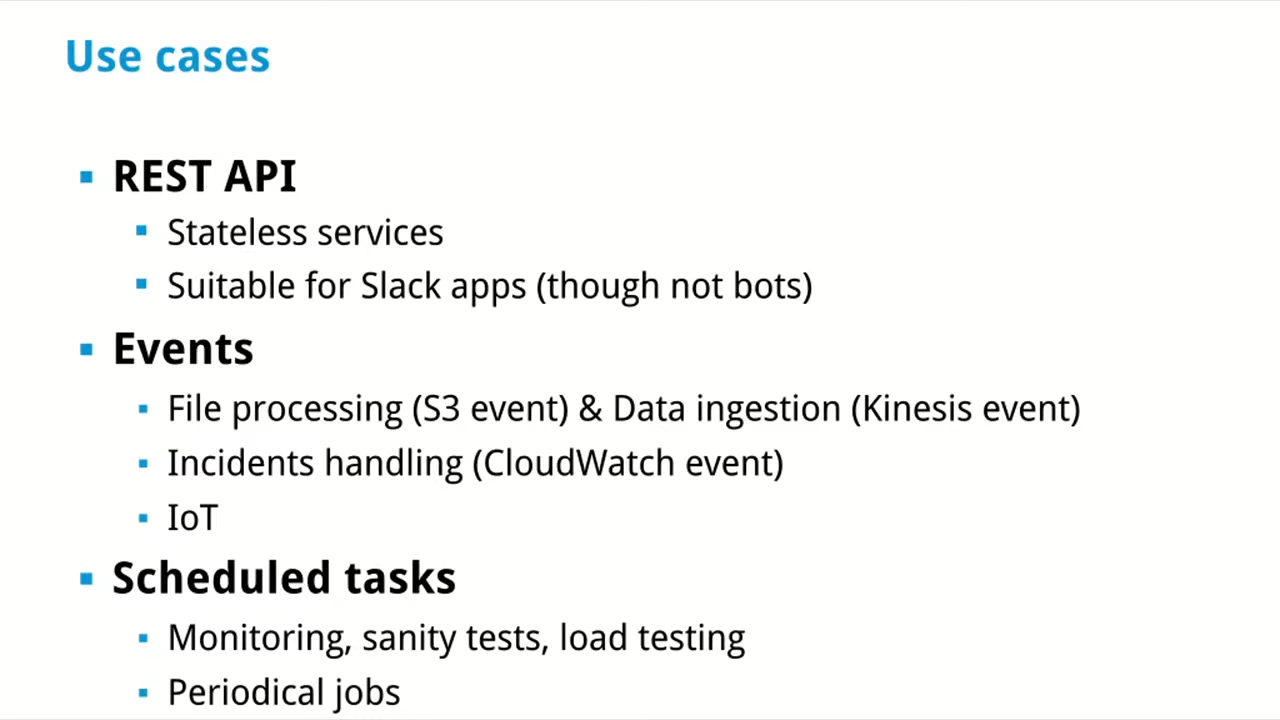 Use cases
REST API
Stateless services
Suitable for Slack apps (though not bots)
Events
File processing (S3 event) & Data ingestion (Kinesis event)
Incidents handling (CloudWatch event)
IoT
Scheduled tasks
Monitoring, sanity tests, load testing
Periodical jobs